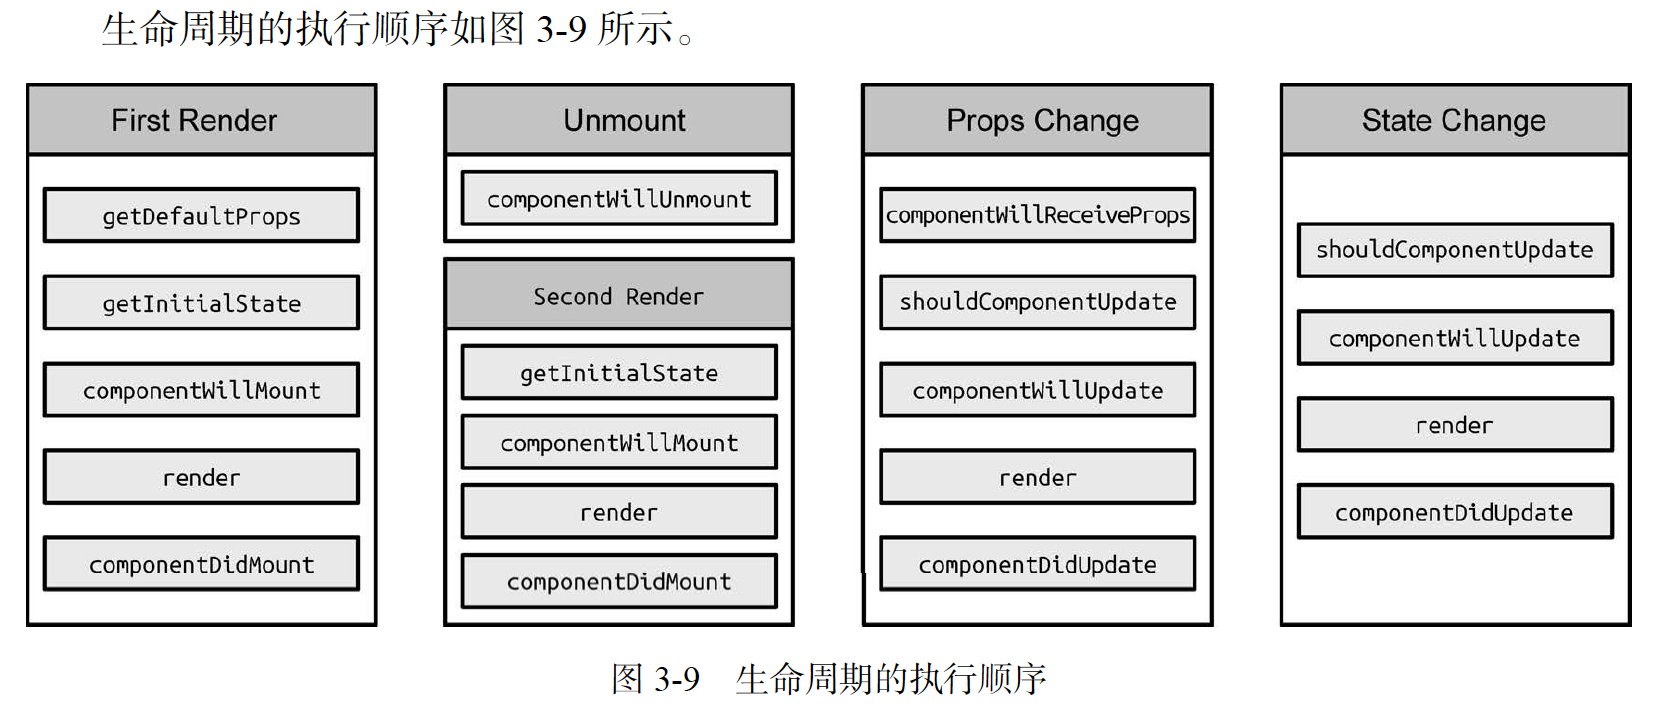 生命周期的执行顺序如图 3-9 所示。
First Render
getDefaultProps
getInitialState
componentWillMount
render
componentDidMount
Unmount
componentWillUnmount
Second Render
getInitialState
componentWillMount
render
componentDidMount
Props Change
componentWillReceiveProps
shouldComponentUpdate
componentWillUpdate
render
componentDidUpdate
State Change
shouldComponentUpdate
componentWillUpdate
render
componentDidUpdate
图 3-9 生命周期的执行顺序